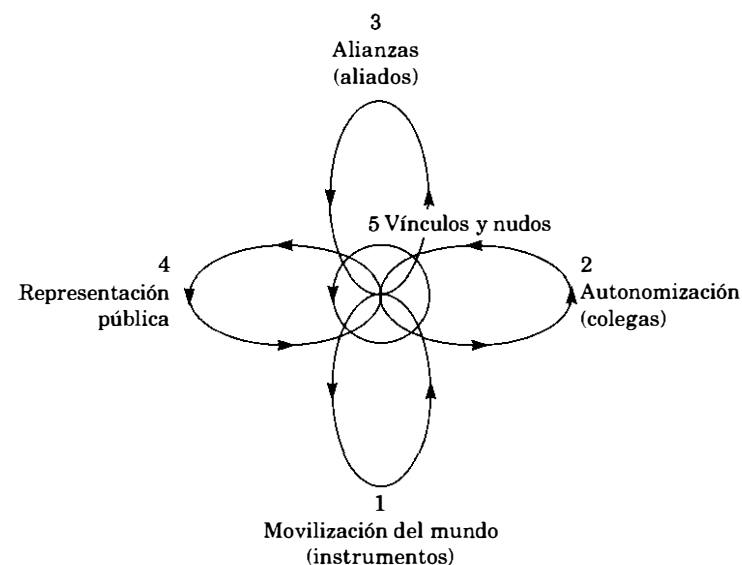 3
Alianzas
(aliados)
5 Vínculos y nudos
4
Representación
pública
2
Autonomización
(colegas)
1
Movilización del mundo
(instrumentos)